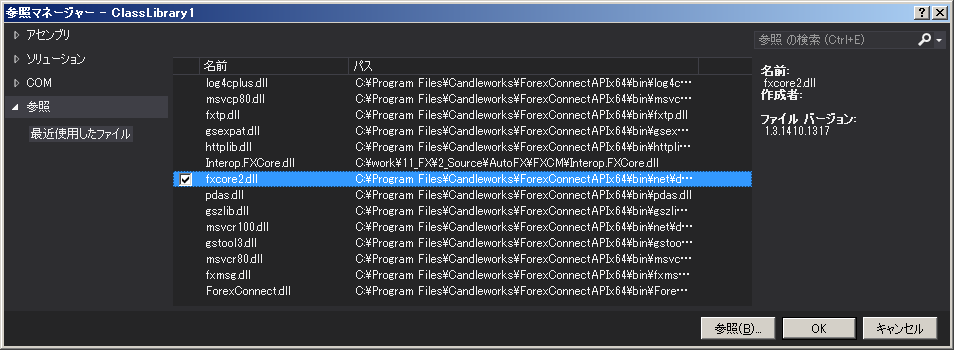 参照マネージャー - ClassLibrary1
アセンブリ
ソリューション
COM
参照
最近使用したファイル
名前 パス
log4cplus.dll C:¥Program Files¥Candleworks¥ForexConnectAPIx64¥bin¥log4c…
msvcp80.dll C:¥Program Files¥Candleworks¥ForexConnectAPIx64¥bin¥msvc…
fxtp.dll C:¥Program Files¥Candleworks¥ForexConnectAPIx64¥bin¥fxtp.dll
gsexpat.dll C:¥Program Files¥Candleworks¥ForexConnectAPIx64¥bin¥gsex…
httplib.dll C:¥Program Files¥Candleworks¥ForexConnectAPIx64¥bin¥httpli…
Interop.FXCore.dll C:¥work¥11_FX¥2_Source¥AutoFX¥FXCM¥Interop.FXCore.dll
fxcore2.dll C:¥Program Files¥Candleworks¥ForexConnectAPIx64¥bin¥net¥d…
pdas.dll C:¥Program Files¥Candleworks¥ForexConnectAPIx64¥bin¥pdas.dll
gszlib.dll C:¥Program Files¥Candleworks¥ForexConnectAPIx64¥bin¥gszli…
msvcr100.dll C:¥Program Files¥Candleworks¥ForexConnectAPIx64¥bin¥net¥d…
gstool3.dll C:¥Program Files¥Candleworks¥ForexConnectAPIx64¥bin¥gstoo…
msvcr80.dll C:¥Program Files¥Candleworks¥ForexConnectAPIx64¥bin¥msvc…
fxmsg.dll C:¥Program Files¥Candleworks¥ForexConnectAPIx64¥bin¥fxms…
ForexConnect.dll C:¥Program Files¥Candleworks¥ForexConnectAPIx64¥bin¥Fore…
参照 の検索 (Ctrl+E)
名前:
fxcore2.dll
作成者:
ファイル バージョン:
1.3.1410.1317
参照(B)... OK キャンセル